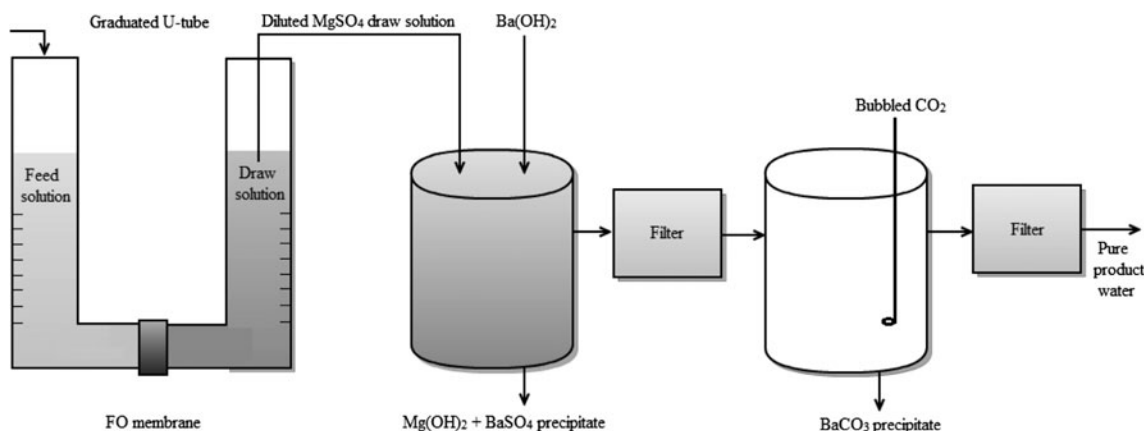 Graduated U-tube
Diluted MgSO₄ draw solution
Ba(OH)₂
Bubbled CO₂
Feed
solution
Draw
solution
Filter
Filter
Pure
product
water
FO membrane
Mg(OH)₂ + BaSO₄ precipitate
BaCO₃ precipitate